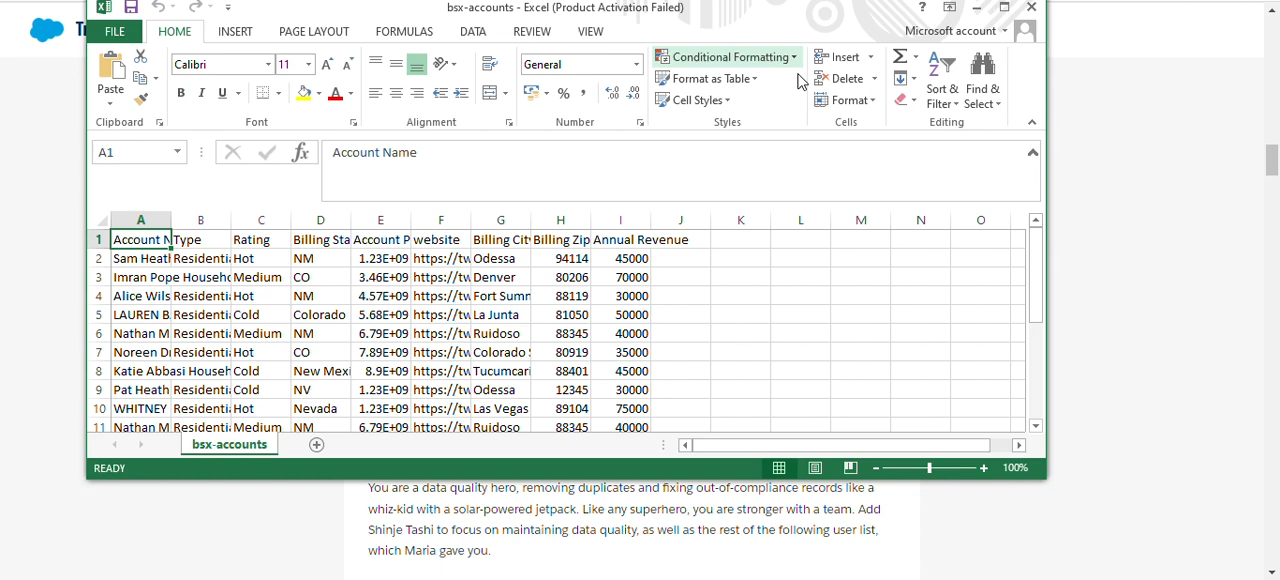 bsx-accounts - Excel (Product Activation Failed)
FILE HOME INSERT PAGE LAYOUT FORMULAS DATA REVIEW VIEW Microsoft account
Paste
Clipboard
Calibri 11
B I U
Font
Alignment
General
%
Number
Conditional Formatting
Format as Table
Cell Styles
Styles
Insert
Delete
Format
Cells
Sort & Filter
Find & Select
Editing
A1 fx Account Name
A B C D E F G H I J K L M N O
1 Account N Type Rating Billing Sta Account P website Billing City Billing Zip Annual Revenue
2 Sam Heath Residenti Hot NM 1.23E+09 https://tw Odessa 94114 45000
3 Imran Pope Househo Medium CO 3.46E+09 https://tw Denver 80206 70000
4 Alice Wils Residenti Hot NM 4.57E+09 https://tw Fort Sumn 88119 30000
5 LAUREN B Residenti Cold Colorado 5.68E+09 https://tw La Junta 81050 50000
6 Nathan M Residenti Medium NM 6.79E+09 https://tw Ruidoso 88345 40000
7 Noreen D Residenti Hot CO 7.89E+09 https://tw Colorado S 80919 35000
8 Katie Abbasi Househ Cold New Mexi 8.9E+09 https://tw Tucumcari 88401 45000
9 Pat Heath Residenti Cold NV 1.23E+09 https://tw Odessa 12345 30000
10 WHITNEY Residenti Hot Nevada 1.23E+09 https://tw Las Vegas 89104 75000
11 Nathan M Residenti Medium NM 6.79E+09 https://tw Ruidoso 88345 40000
bsx-accounts
READY 100%
You are a data quality hero, removing duplicates and fixing out-of-compliance records like a
whiz-kid with a solar-powered jetpack. Like any superhero, you are stronger with a team. Add
Shinje Tashi to focus on maintaining data quality, as well as the rest of the following user list,
which Maria gave you.